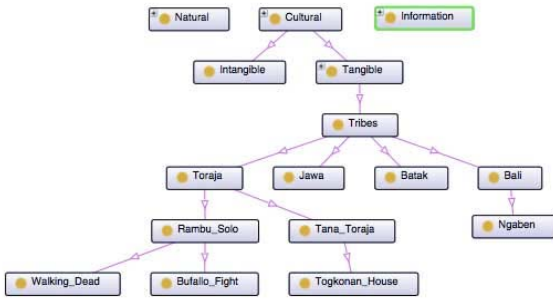 Natural
Cultural
Information
Intangible
Tangible
Tribes
Toraja
Jawa
Batak
Bali
Rambu_Solo
Tana_Toraja
Ngaben
Walking_Dead
Bufallo_Fight
Togkonan_House